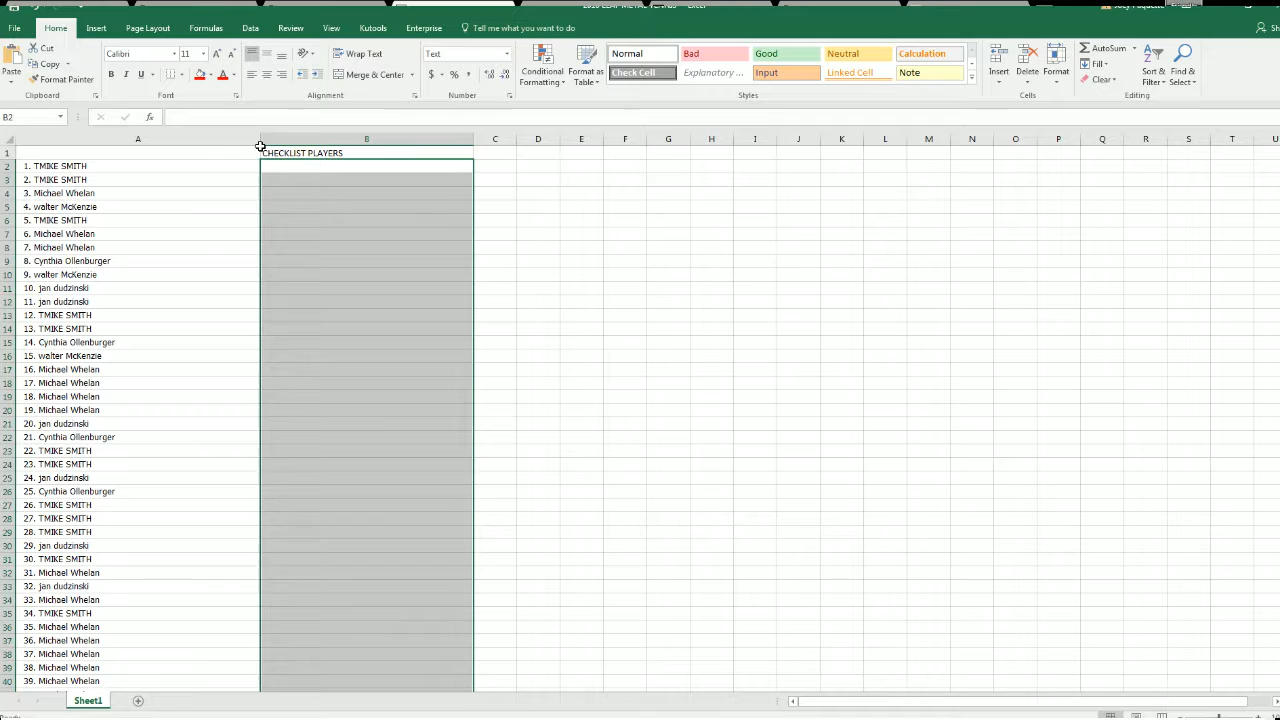 File Home Insert Page Layout Formulas Data Review View Kutools Enterprise Tell me what you want to do
Cut
Copy
Format Painter
Paste
Clipboard
Calibri 11
Font
Wrap Text
Merge & Center
Alignment
Text
Number
Conditional Formatting
Format as Table
Normal Bad Good Neutral Calculation
Check Cell Explanatory ... Input Linked Cell Note
Styles
Insert Delete Format
Cells
AutoSum
Fill
Clear
Sort & Filter
Find & Select
Editing
B2 fx
A B C D E F G H I J K L M N O P Q R S T U
1 CHECKLIST PLAYERS
2 1. TMIKE SMITH
3 2. TMIKE SMITH
4 3. Michael Whelan
5 4. walter McKenzie
6 5. TMIKE SMITH
7 6. Michael Whelan
8 7. Michael Whelan
9 8. Cynthia Ollenburger
10 9. walter McKenzie
11 10. jan dudzinski
12 11. jan dudzinski
13 12. TMIKE SMITH
14 13. TMIKE SMITH
15 14. Cynthia Ollenburger
16 15. walter McKenzie
17 16. Michael Whelan
18 17. Michael Whelan
19 18. Michael Whelan
20 19. Michael Whelan
21 20. jan dudzinski
22 21. Cynthia Ollenburger
23 22. TMIKE SMITH
24 23. TMIKE SMITH
25 24. jan dudzinski
26 25. Cynthia Ollenburger
27 26. TMIKE SMITH
28 27. TMIKE SMITH
29 28. TMIKE SMITH
30 29. jan dudzinski
31 30. TMIKE SMITH
32 31. Michael Whelan
33 32. jan dudzinski
34 33. Michael Whelan
35 34. TMIKE SMITH
36 35. Michael Whelan
37 36. Michael Whelan
38 37. Michael Whelan
39 38. Michael Whelan
40 39. Michael Whelan
Sheet1